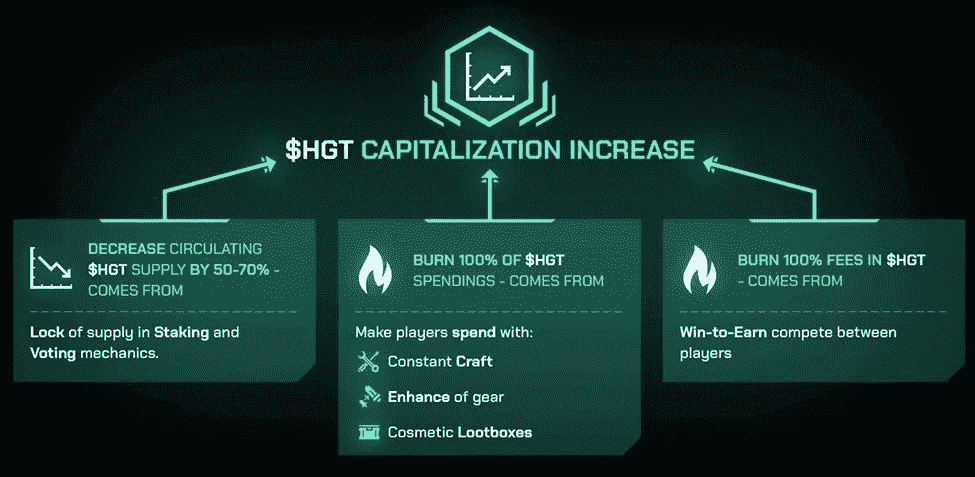 $HGT CAPITALIZATION INCREASE
DECREASE CIRCULATING
$HGT SUPPLY BY 50-70% -
COMES FROM
Lock of supply in Staking and
Voting mechanics.
BURN 100% OF $HGT
SPENDINGS - COMES FROM
Make players spend with:
Constant Craft
Enhance of gear
Cosmetic Lootboxes
BURN 100% FEES IN $HGT
- COMES FROM
Win-to-Earn compete between
players